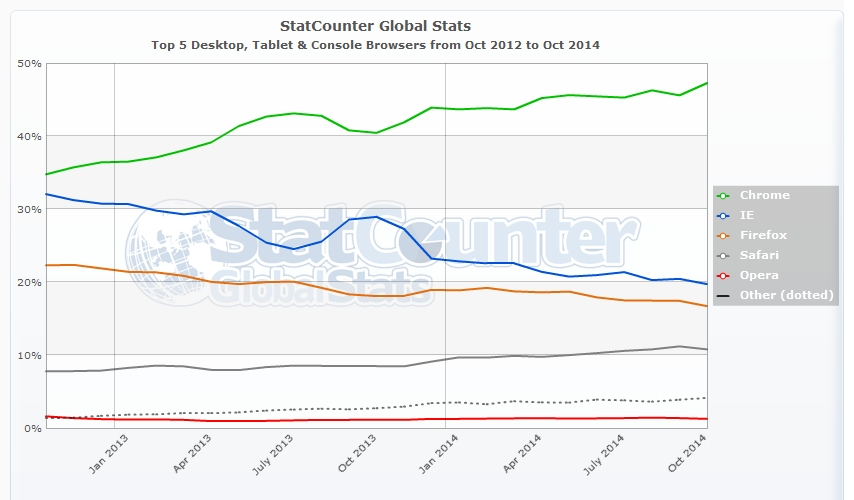 StatCounter Global Stats
Top 5 Desktop, Tablet & Console Browsers from Oct 2012 to Oct 2014
50%
40%
30%
20%
10%
0%
StatCounter
GlobalStats
Chrome
IE
Firefox
Safari
Opera
Other (dotted)
Jan 2013
Apr 2013
July 2013
Oct 2013
Jan 2014
Apr 2014
July 2014
Oct 2014